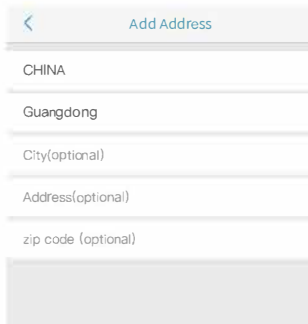 Add Address
CHINA
Guangdong
City(optional)
Address(optional)
zip code (optional)